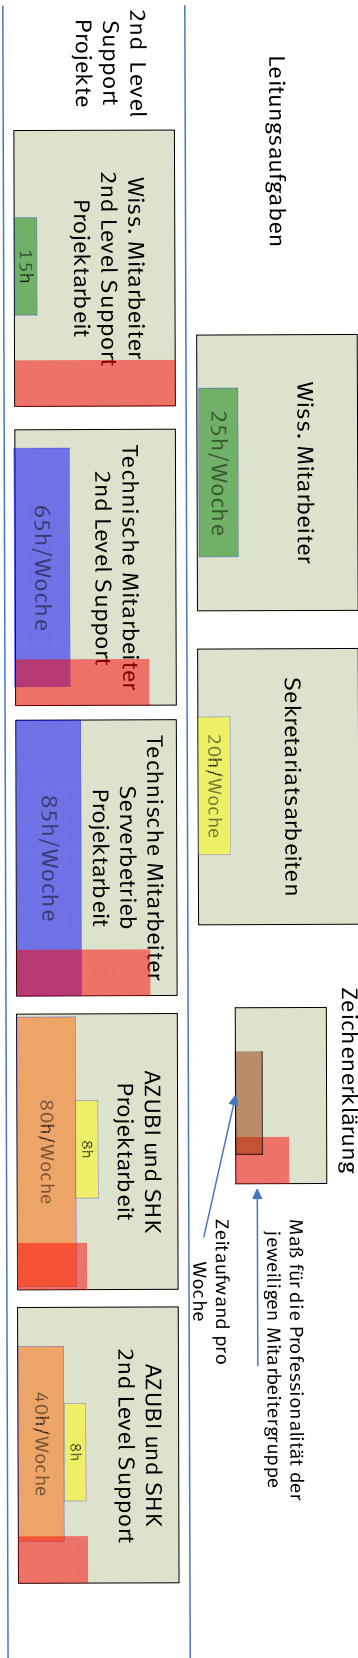 Leitungsaufgaben
Wiss. Mitarbeiter
25h/Woche
Sekretariatsarbeiten
20h/Woche
Zeichenerklärung
Maß für die Professionalität der
jeweiligen Mitarbeitergruppe
Zeitaufwand pro
Woche
2nd Level
Support
Projekte
Wiss. Mitarbeiter
2nd Level Support
Projektarbeit
15h
Technische Mitarbeiter
2nd Level Support
65h/Woche
Technische Mitarbeiter
Serverbetrieb
Projektarbeit
85h/Woche
AZUBI und SHK
Projektarbeit
8h
80h/Woche
AZUBI und SHK
2nd Level Support
8h
40h/Woche